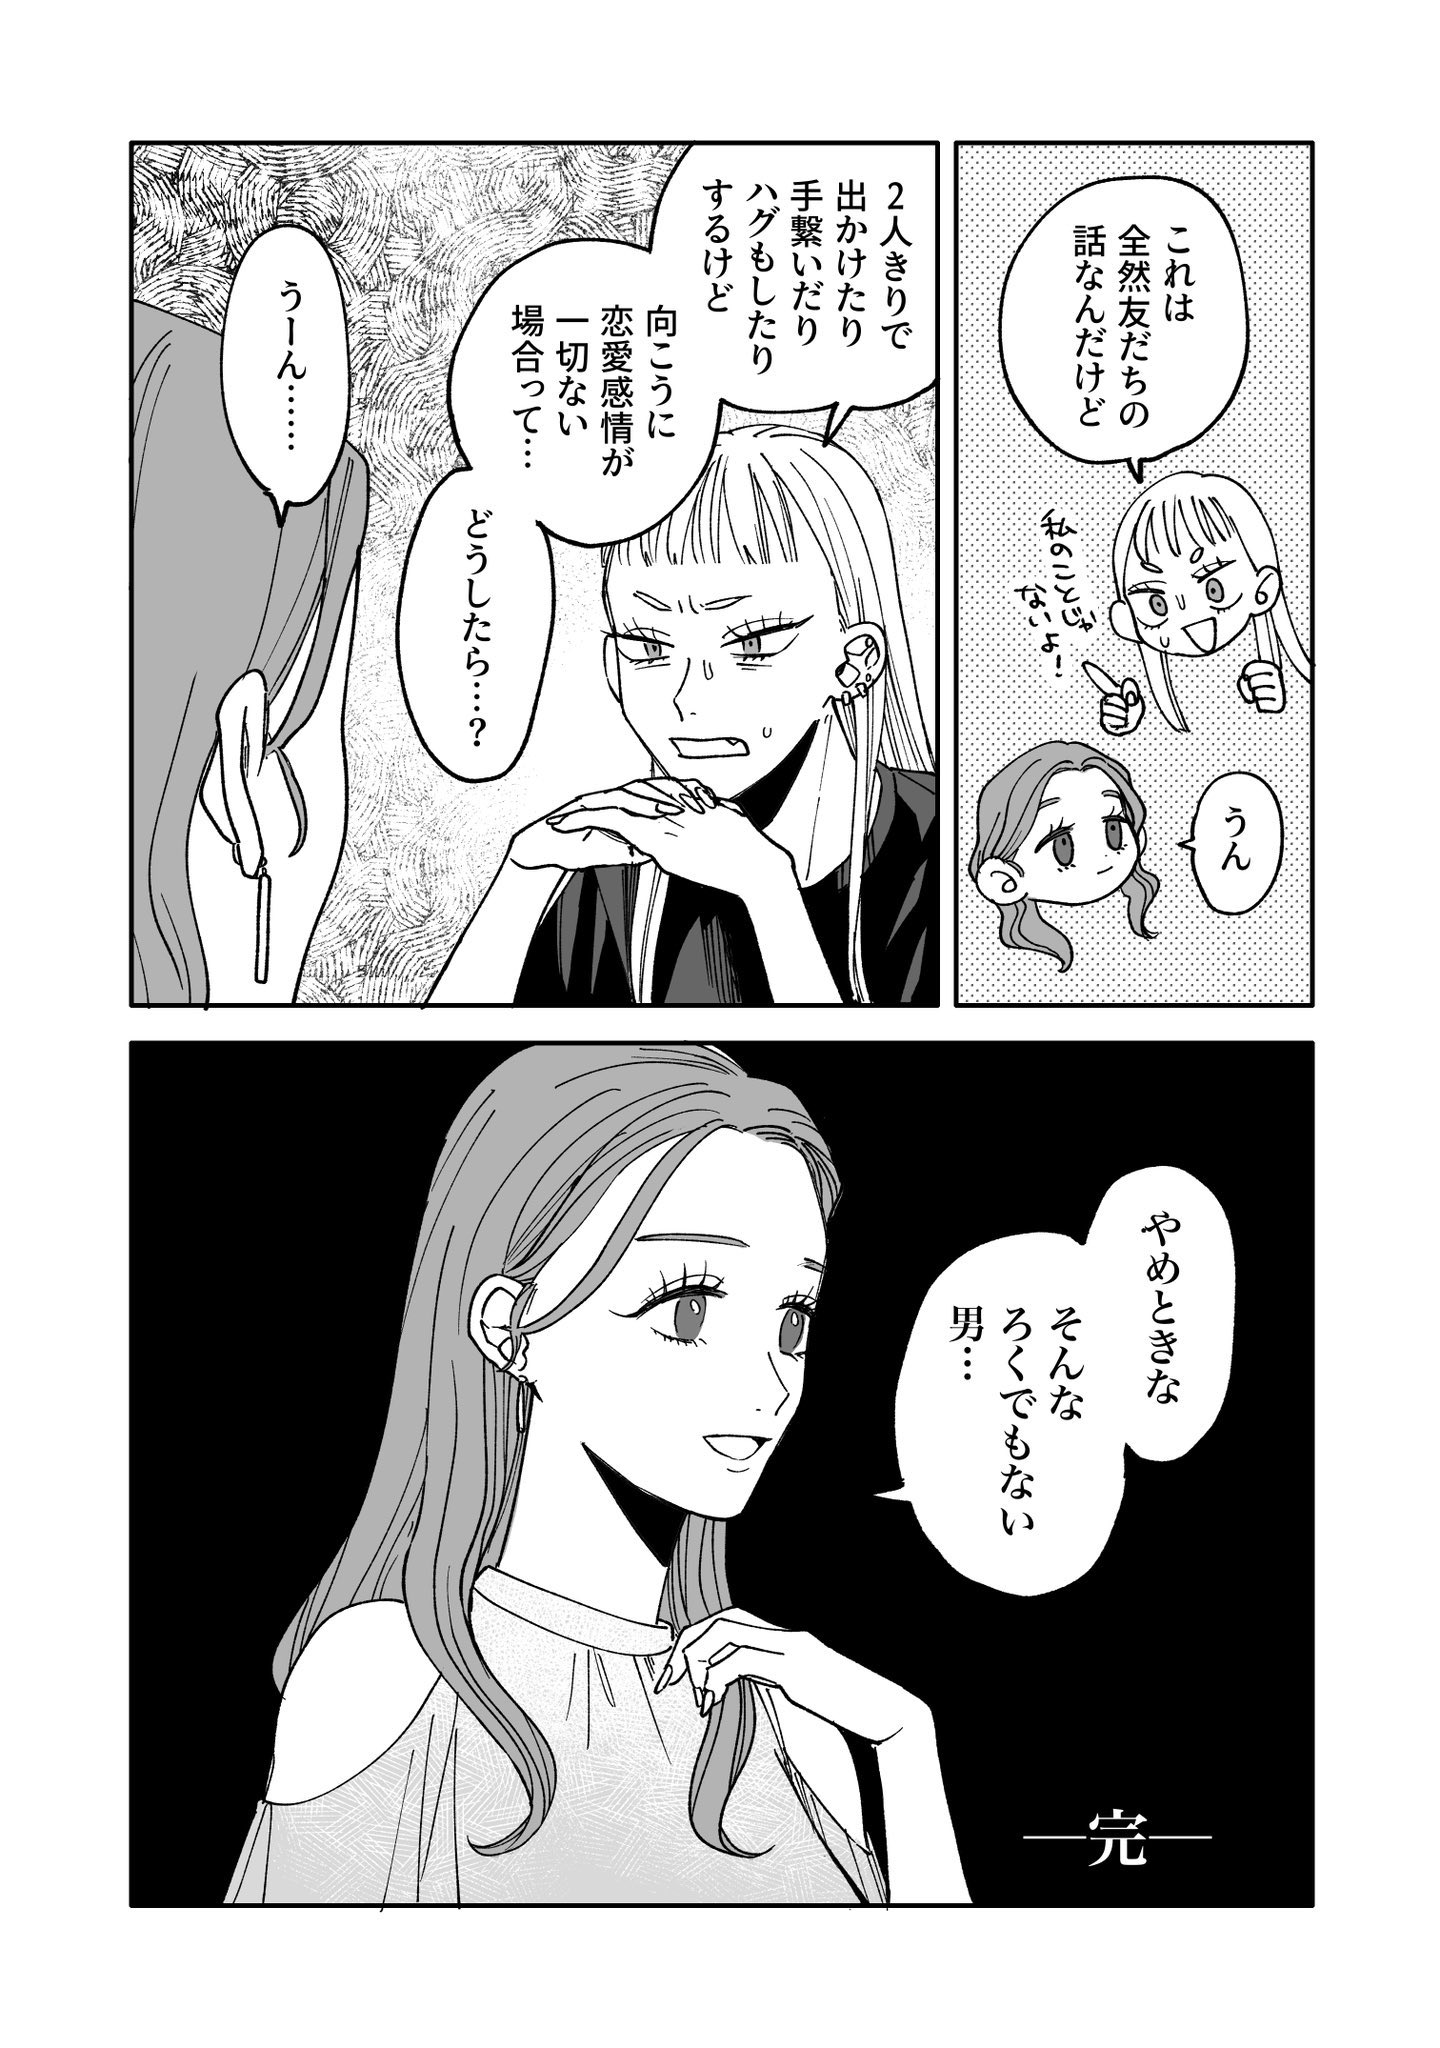 これは
全然友だちの
話なんだけど
私のことじゃ
ないよ！
うん
2人きりで
出かけたり
手繋いだり
ハグもしたり
するけど
向こうに
恋愛感情が
一切ない
場合って…
どうしたら…？
うーん……
やめときな
そんな
ろくでもない
男…
―完―